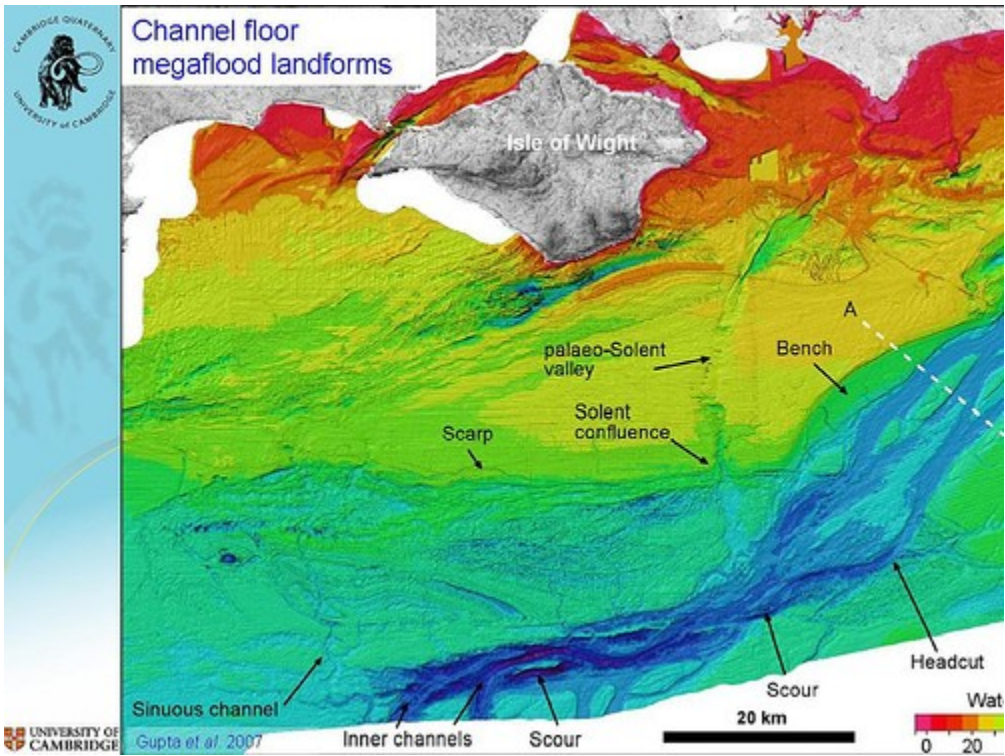 CAMBRIDGE QUATERNARY
UNIVERSITY of CAMBRIDGE
Channel floor
megaflood landforms
Isle of Wight
A
palaeo-Solent
valley
Bench
Solent
confluence
Scarp
Headcut
Scour
Sinuous channel
Inner channels
Scour
20 km
Wat
0 20
Gupta et al. 2007
UNIVERSITY OF
CAMBRIDGE